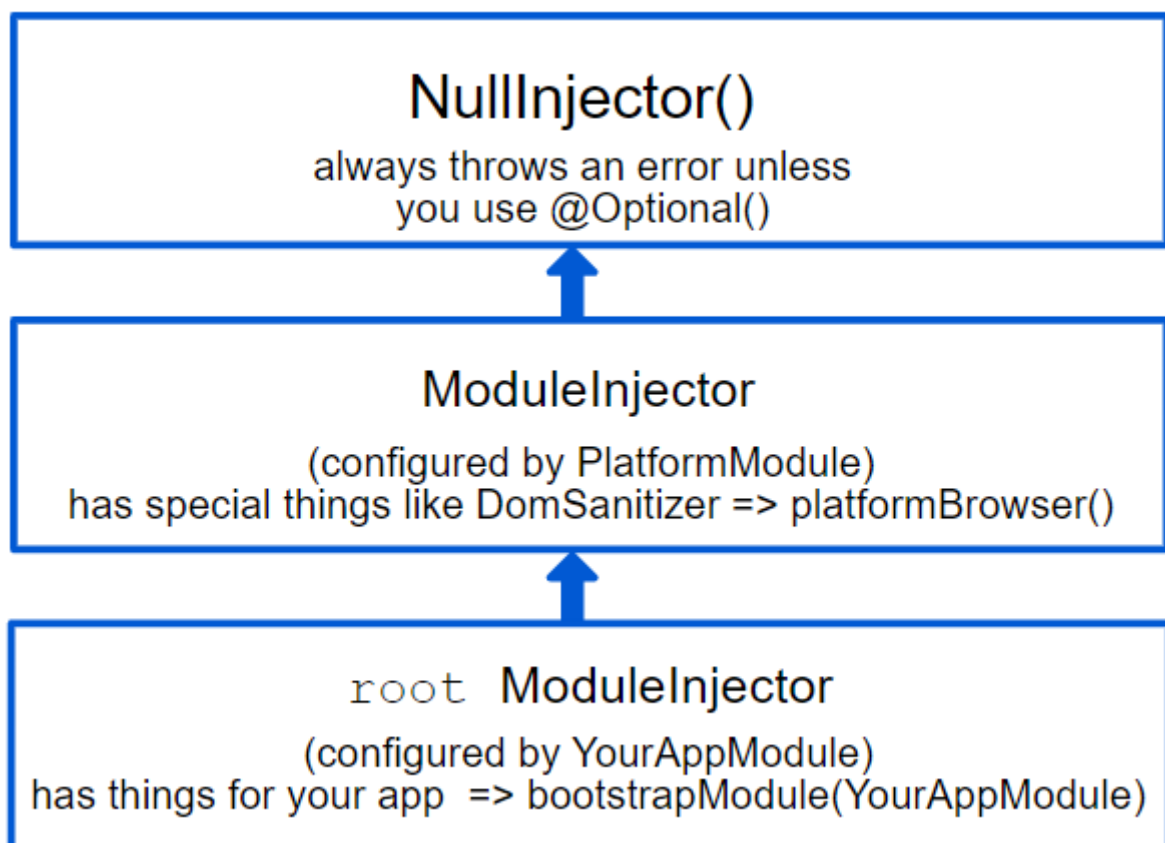 NullInjector()
always throws an error unless
you use @Optional()
ModuleInjector
(configured by PlatformModule)
has special things like DomSanitizer => platformBrowser()
root ModuleInjector
(configured by YourAppModule)
has things for your app => bootstrapModule(YourAppModule)